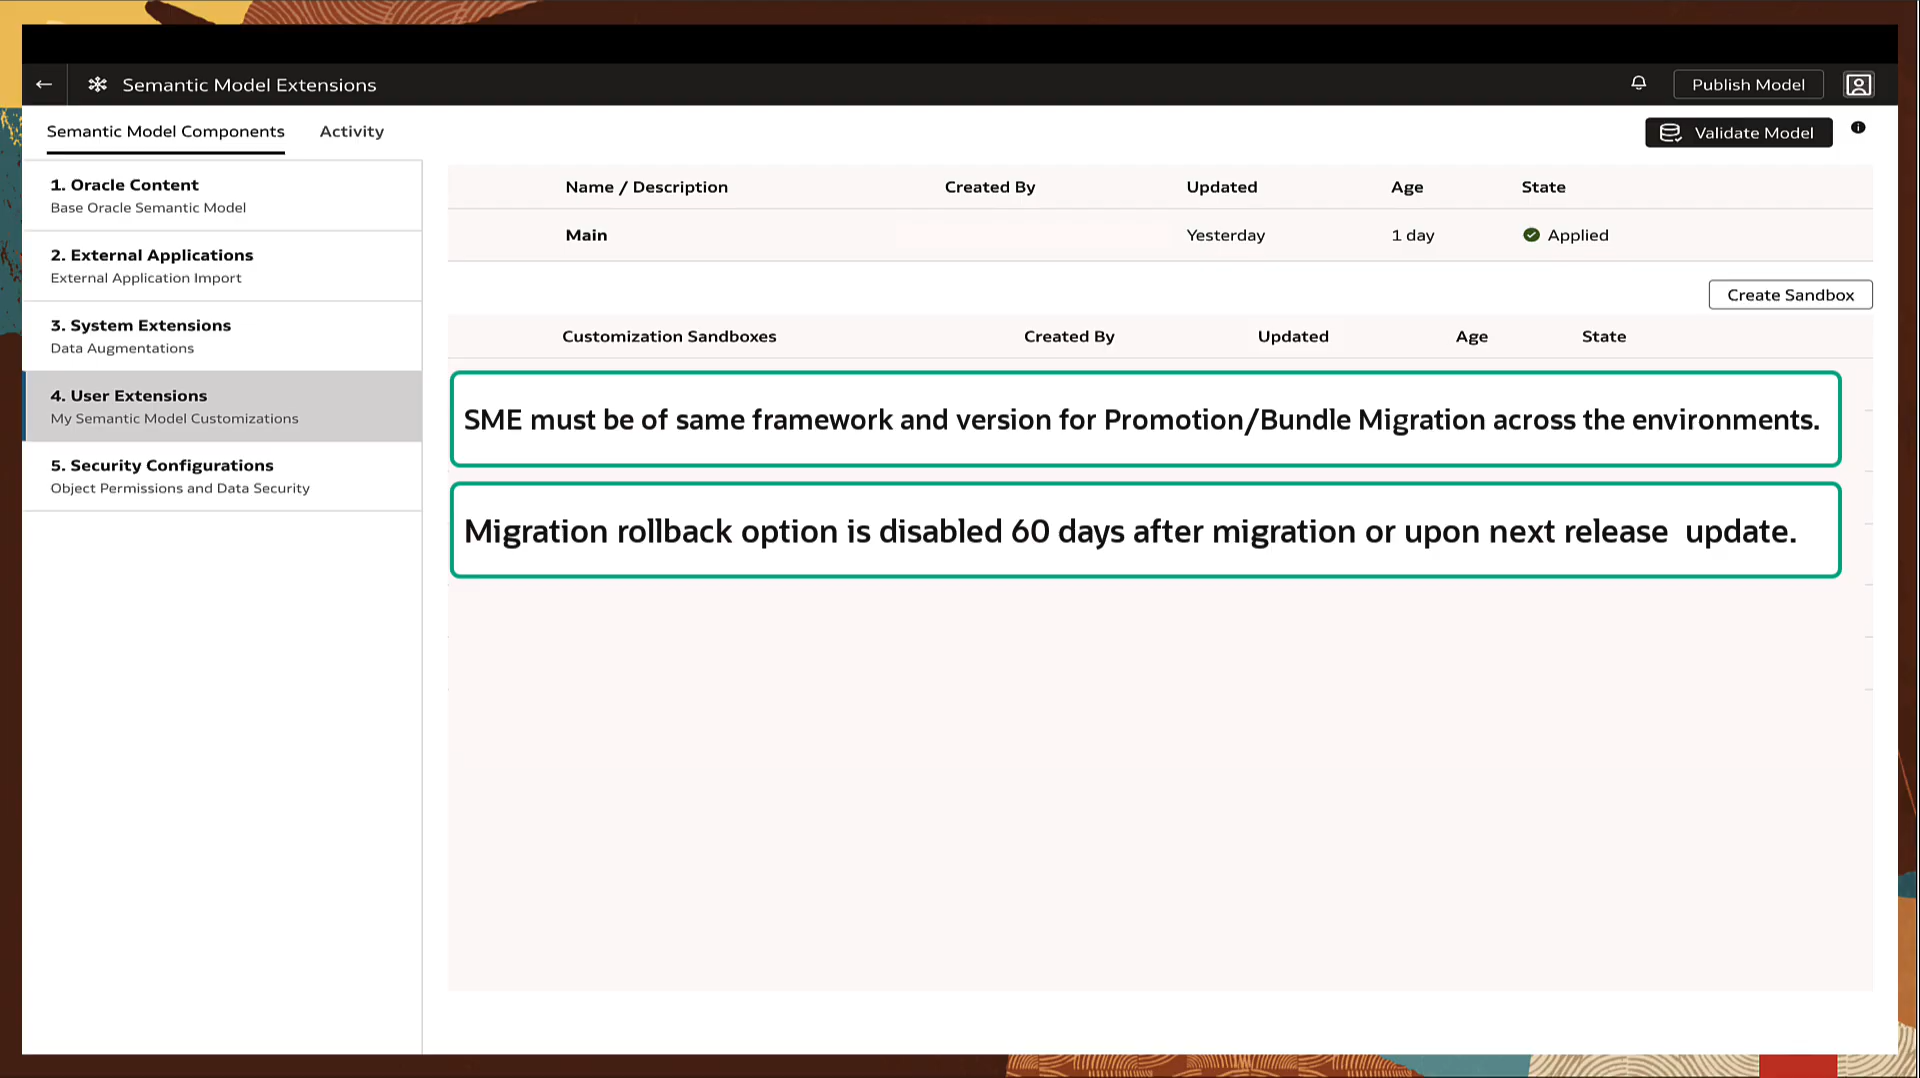 Semantic Model Extensions
Publish Model
Semantic Model Components
Activity
Validate Model
1. Oracle Content
Base Oracle Semantic Model
2. External Applications
External Application Import
3. System Extensions
Data Augmentations
4. User Extensions
My Semantic Model Customizations
5. Security Configurations
Object Permissions and Data Security
Name / Description Created By Updated Age State
Main Yesterday 1 day Applied
Create Sandbox
Customization Sandboxes Created By Updated Age State
SME must be of same framework and version for Promotion/Bundle Migration across the environments.
Migration rollback option is disabled 60 days after migration or upon next release update.